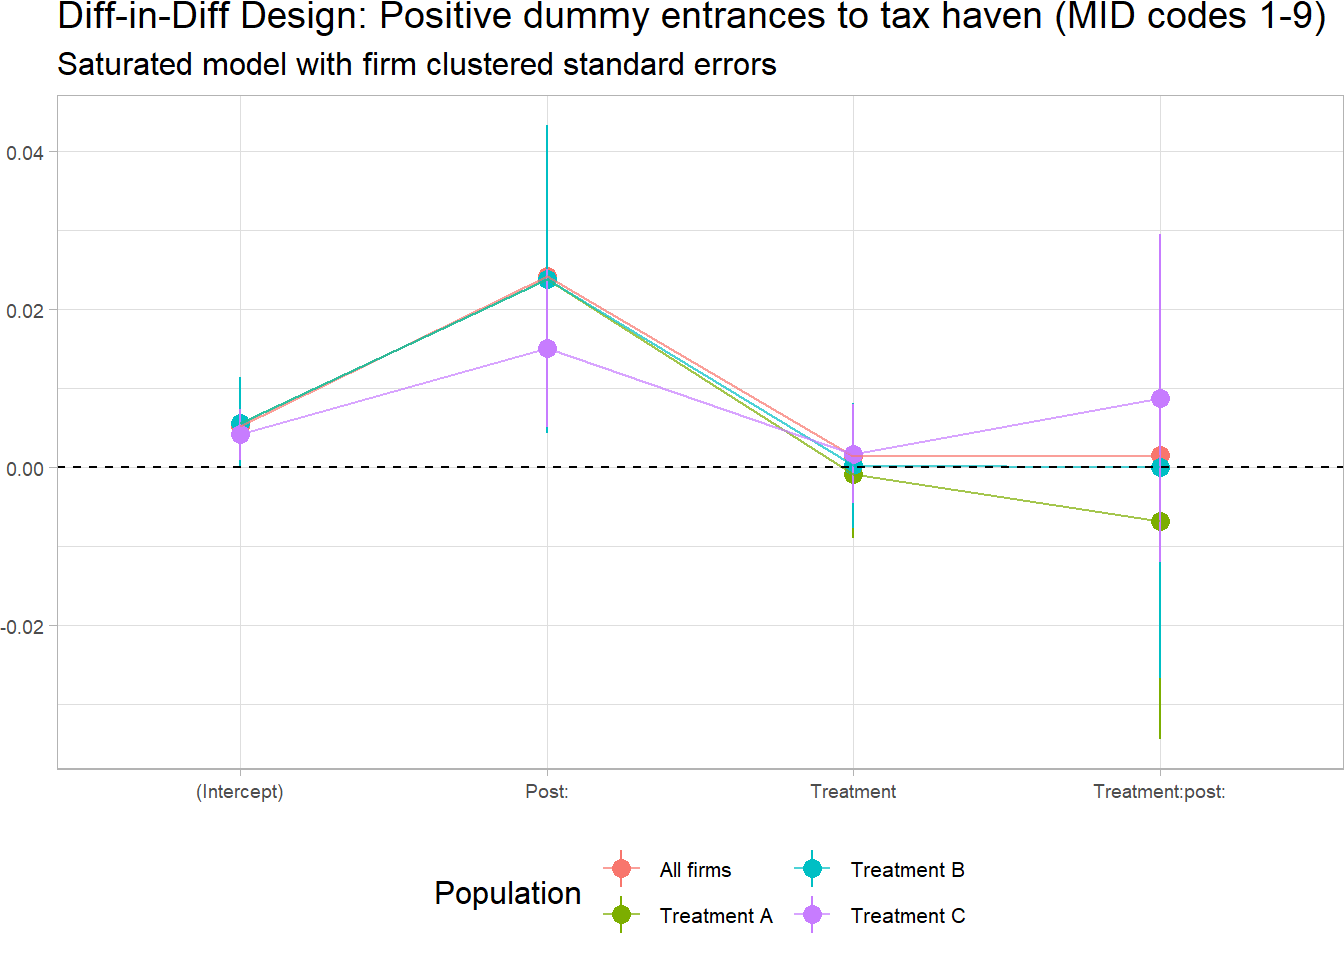 Diff-in-Diff Design: Positive dummy entrances to tax haven (MID codes 1-9)
Saturated model with firm clustered standard errors
0.04
0.02
0.00
-0.02
(Intercept) Post: Treatment Treatment:post:
Population
All firms Treatment B
Treatment A Treatment C